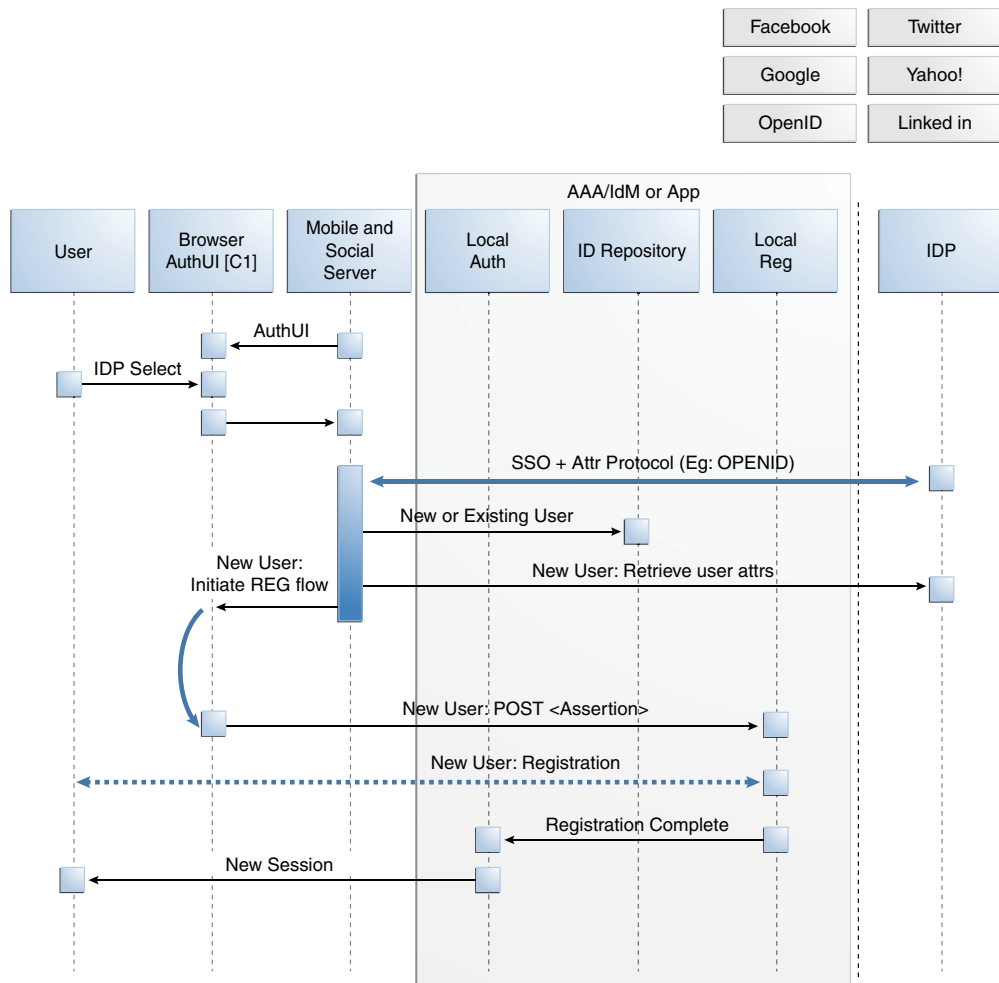 Facebook
Twitter
Google
Yahoo!
OpenID
Linked in
AAA/IdM or App
User
Browser
AuthUI [C1]
Mobile and
Social
Server
Local
Auth
ID Repository
Local
Reg
IDP
AuthUI
IDP Select
SSO + Attr Protocol (Eg: OPENID)
New or Existing User
New User:
Initiate REG flow
New User: Retrieve user attrs
New User: POST <Assertion>
New User: Registration
Registration Complete
New Session